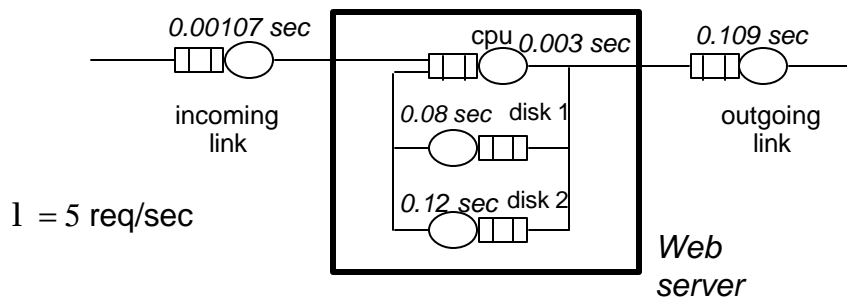 0.00107 sec
cpu
0.003 sec
0.109 sec
incoming
link
0.08 sec
disk 1
outgoing
link
0.12 sec
disk 2
l = 5 req/sec
Web
server